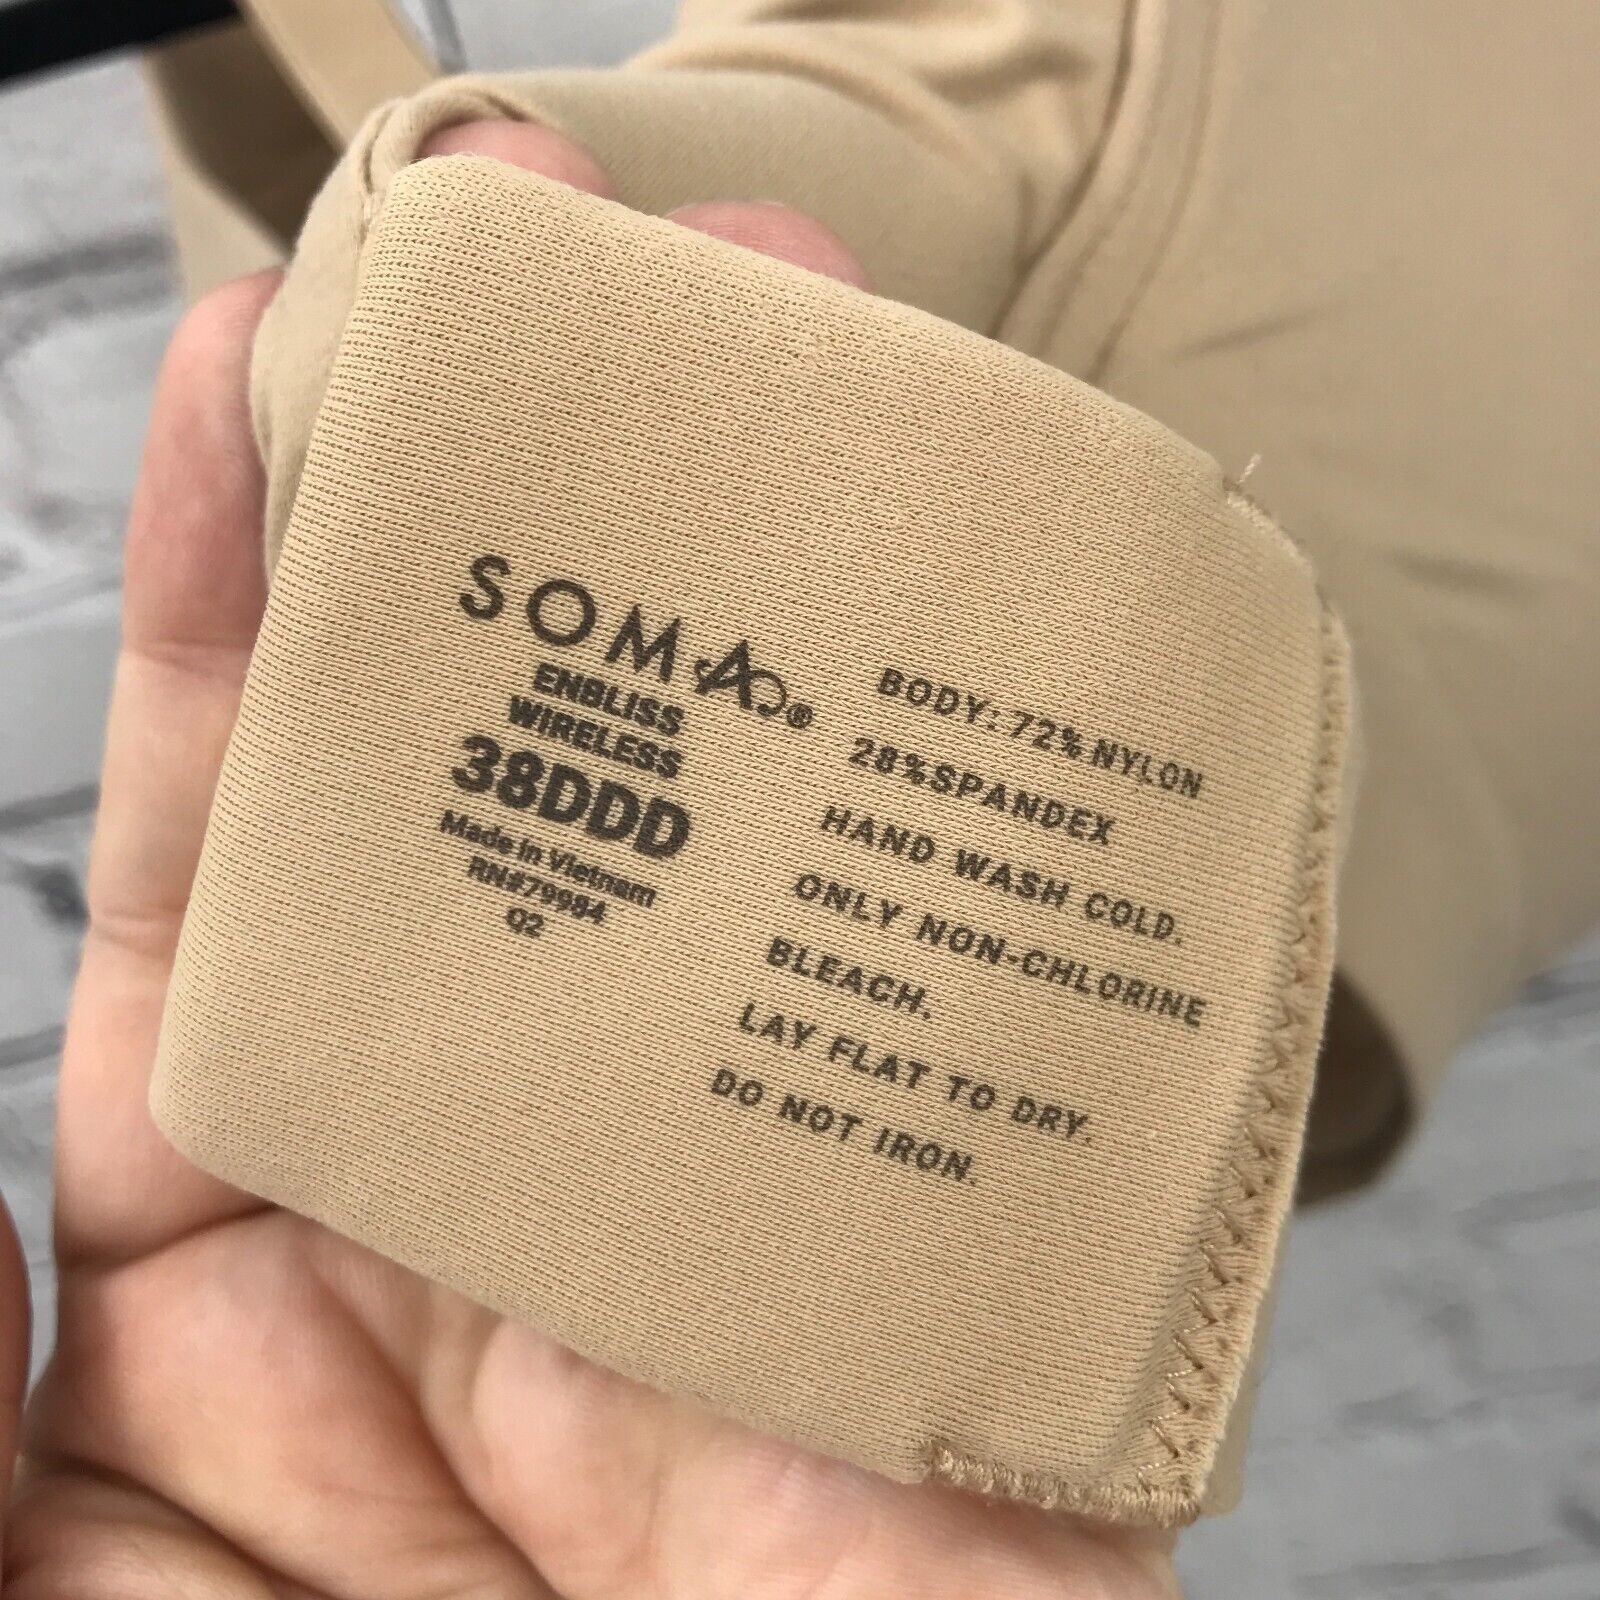 SOMA®
ENBLISS
WIRELESS
38DDD
Made in Vietnam
RN#79984
Q2
BODY: 72% NYLON
28%SPANDEX
HAND WASH COLD.
ONLY NON-CHLORINE
BLEACH.
LAY FLAT TO DRY.
DO NOT IRON.